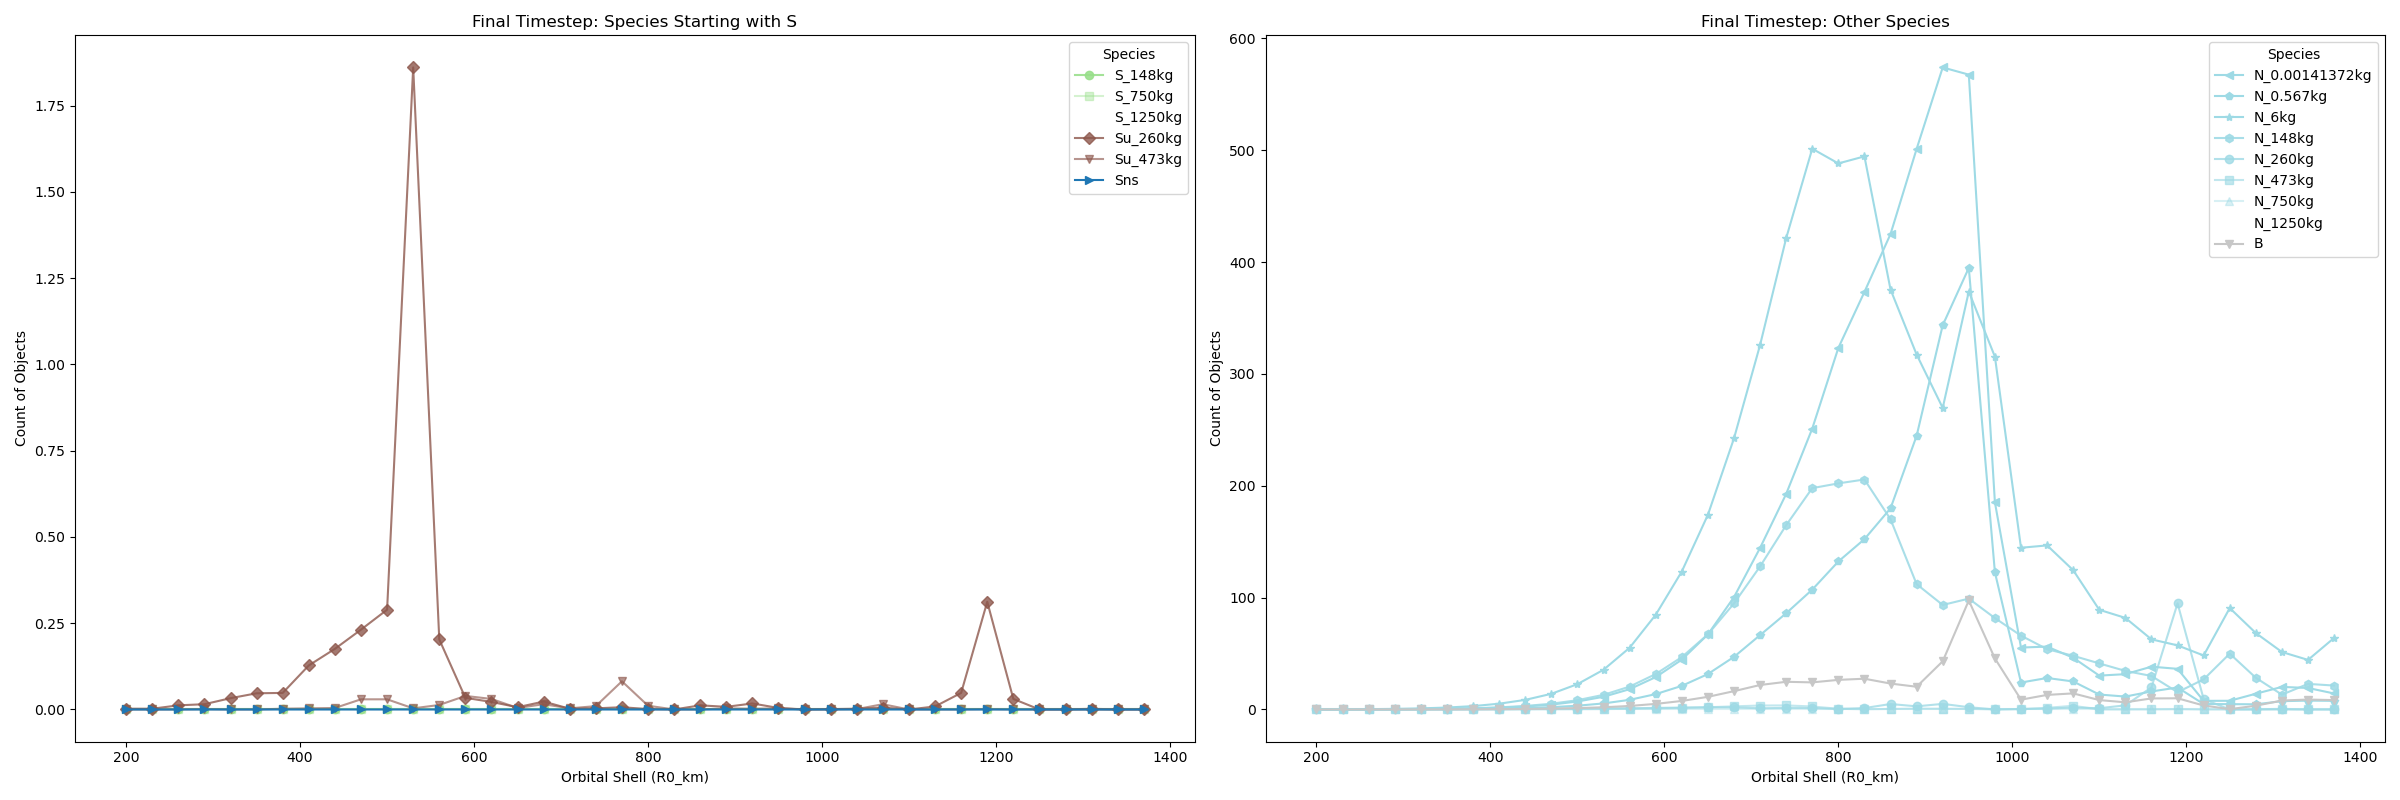 Final Timestep: Species Starting with S
Count of Objects
1.75
1.50
1.25
1.00
0.75
0.50
0.25
0.00
200
400
600
800
1000
1200
1400
Orbital Shell (R0_km)
Species
S_148kg
S_750kg
S_1250kg
Su_260kg
Su_473kg
Sns
Final Timestep: Other Species
Count of Objects
600
500
400
300
200
100
0
200
400
600
800
1000
1200
1400
Orbital Shell (R0_km)
Species
N_0.00141372kg
N_0.567kg
N_6kg
N_148kg
N_260kg
N_473kg
N_750kg
N_1250kg
B